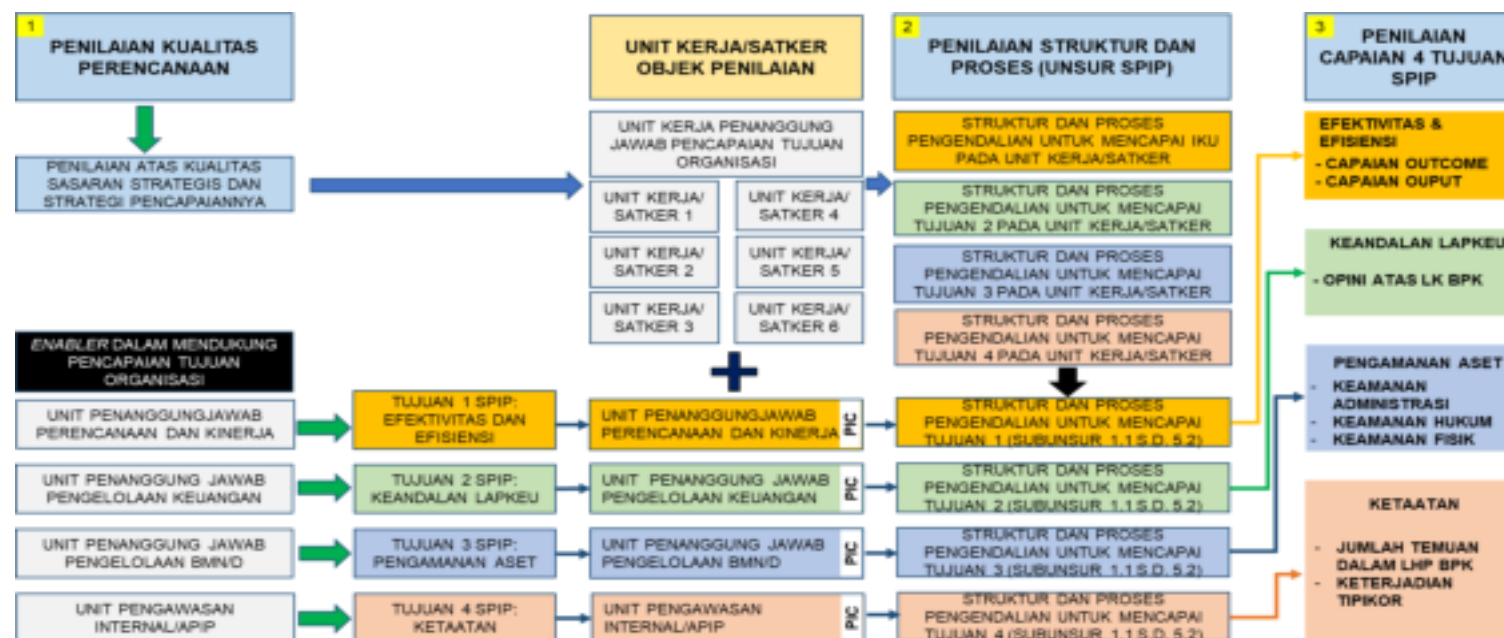 1
PENILAIAN KUALITAS
PERENCANAAN
PENILAIAN ATAS KUALITAS
SASARAN STRATEGIS DAN
STRATEGI PENCAPAIANNYA
UNIT KERJA/SATKER
OBJEK PENILAIAN
UNIT KERJA PENANGGUNG
JAWAB PENCAPAIAN TUJUAN
ORGANISASI
UNIT KERJA/
SATKER 1
UNIT KERJA/
SATKER 4
UNIT KERJA/
SATKER 2
UNIT KERJA/
SATKER 5
UNIT KERJA/
SATKER 3
UNIT KERJA/
SATKER 6
2
PENILAIAN STRUKTUR DAN
PROSES (UNSUR SPIP)
STRUKTUR DAN PROSES
PENGENDALIAN UNTUK MENCAPAI IKU
PADA UNIT KERJA/SATKER
STRUKTUR DAN PROSES
PENGENDALIAN UNTUK MENCAPAI
TUJUAN 2 PADA UNIT KERJA/SATKER
STRUKTUR DAN PROSES
PENGENDALIAN UNTUK MENCAPAI
TUJUAN 3 PADA UNIT KERJA/SATKER
STRUKTUR DAN PROSES
PENGENDALIAN UNTUK MENCAPAI
TUJUAN 4 PADA UNIT KERJA/SATKER
3
PENILAIAN
CAPAIAN 4 TUJUAN
SPIP
EFEKTIVITAS &
EFISIENSI
- CAPAIAN OUTCOME
- CAPAIAN OUPUT
KEANDALAN LAPKEU
- OPINI ATAS LK BPK
PENGAMANAN ASET
- KEAMANAN
ADMINISTRASI
- KEAMANAN HUKUM
- KEAMANAN FISIK
KETAATAN
- JUMLAH TEMUAN
DALAM LHP BPK
- KETERJADIAN
TIPIKOR
ENABLER DALAM MENDUKUNG
PENCAPAIAN TUJUAN
ORGANISASI
UNIT PENANGGUNGJAWAB
PERENCANAAN DAN KINERJA
TUJUAN 1 SPIP:
EFEKTIVITAS DAN
EFISIENSI
UNIT PENANGGUNGJAWAB
PERENCANAAN DAN KINERJA
PIC
STRUKTUR DAN PROSES
PENGENDALIAN UNTUK MENCAPAI
TUJUAN 1 (SUBUNSUR 1.1 S.D. 5.2)
UNIT PENANGGUNG JAWAB
PENGELOLAAN KEUANGAN
TUJUAN 2 SPIP:
KEANDALAN LAPKEU
UNIT PENANGGUNG JAWAB
PENGELOLAAN KEUANGAN
PIC
STRUKTUR DAN PROSES
PENGENDALIAN UNTUK MENCAPAI
TUJUAN 2 (SUBUNSUR 1.1 S.D. 5.2)
UNIT PENANGGUNG JAWAB
PENGELOLAAN BMN/D
TUJUAN 3 SPIP:
PENGAMANAN ASET
UNIT PENANGGUNG JAWAB
PENGELOLAAN BMN/D
PIC
STRUKTUR DAN PROSES
PENGENDALIAN UNTUK MENCAPAI
TUJUAN 3 (SUBUNSUR 1.1 S.D. 5.2)
UNIT PENGAWASAN
INTERNAL/APIP
TUJUAN 4 SPIP:
KETAATAN
UNIT PENGAWASAN
INTERNAL/APIP
PIC
STRUKTUR DAN PROSES
PENGENDALIAN UNTUK MENCAPAI
TUJUAN 4 (SUBUNSUR 1.1 S.D. 5.2)